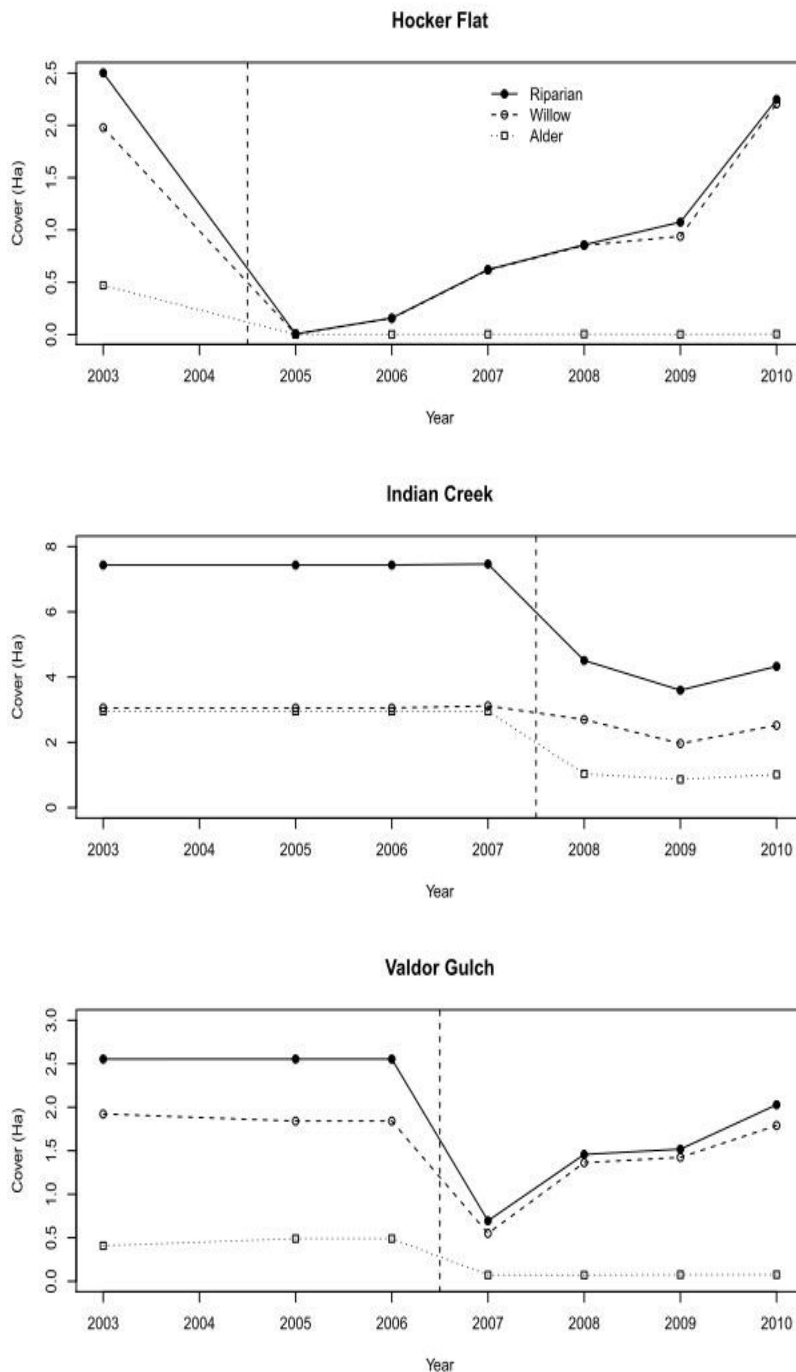 Hocker Flat
Cover (Ha)
0.0 0.5 1.0 1.5 2.0 2.5
Riparian
Willow
Alder
2003 2004 2005 2006 2007 2008 2009 2010
Year
Indian Creek
Cover (Ha)
0 2 4 6 8
2003 2004 2005 2006 2007 2008 2009 2010
Year
Valdor Gulch
Cover (Ha)
0.0 0.5 1.0 1.5 2.0 2.5 3.0
2003 2004 2005 2006 2007 2008 2009 2010
Year